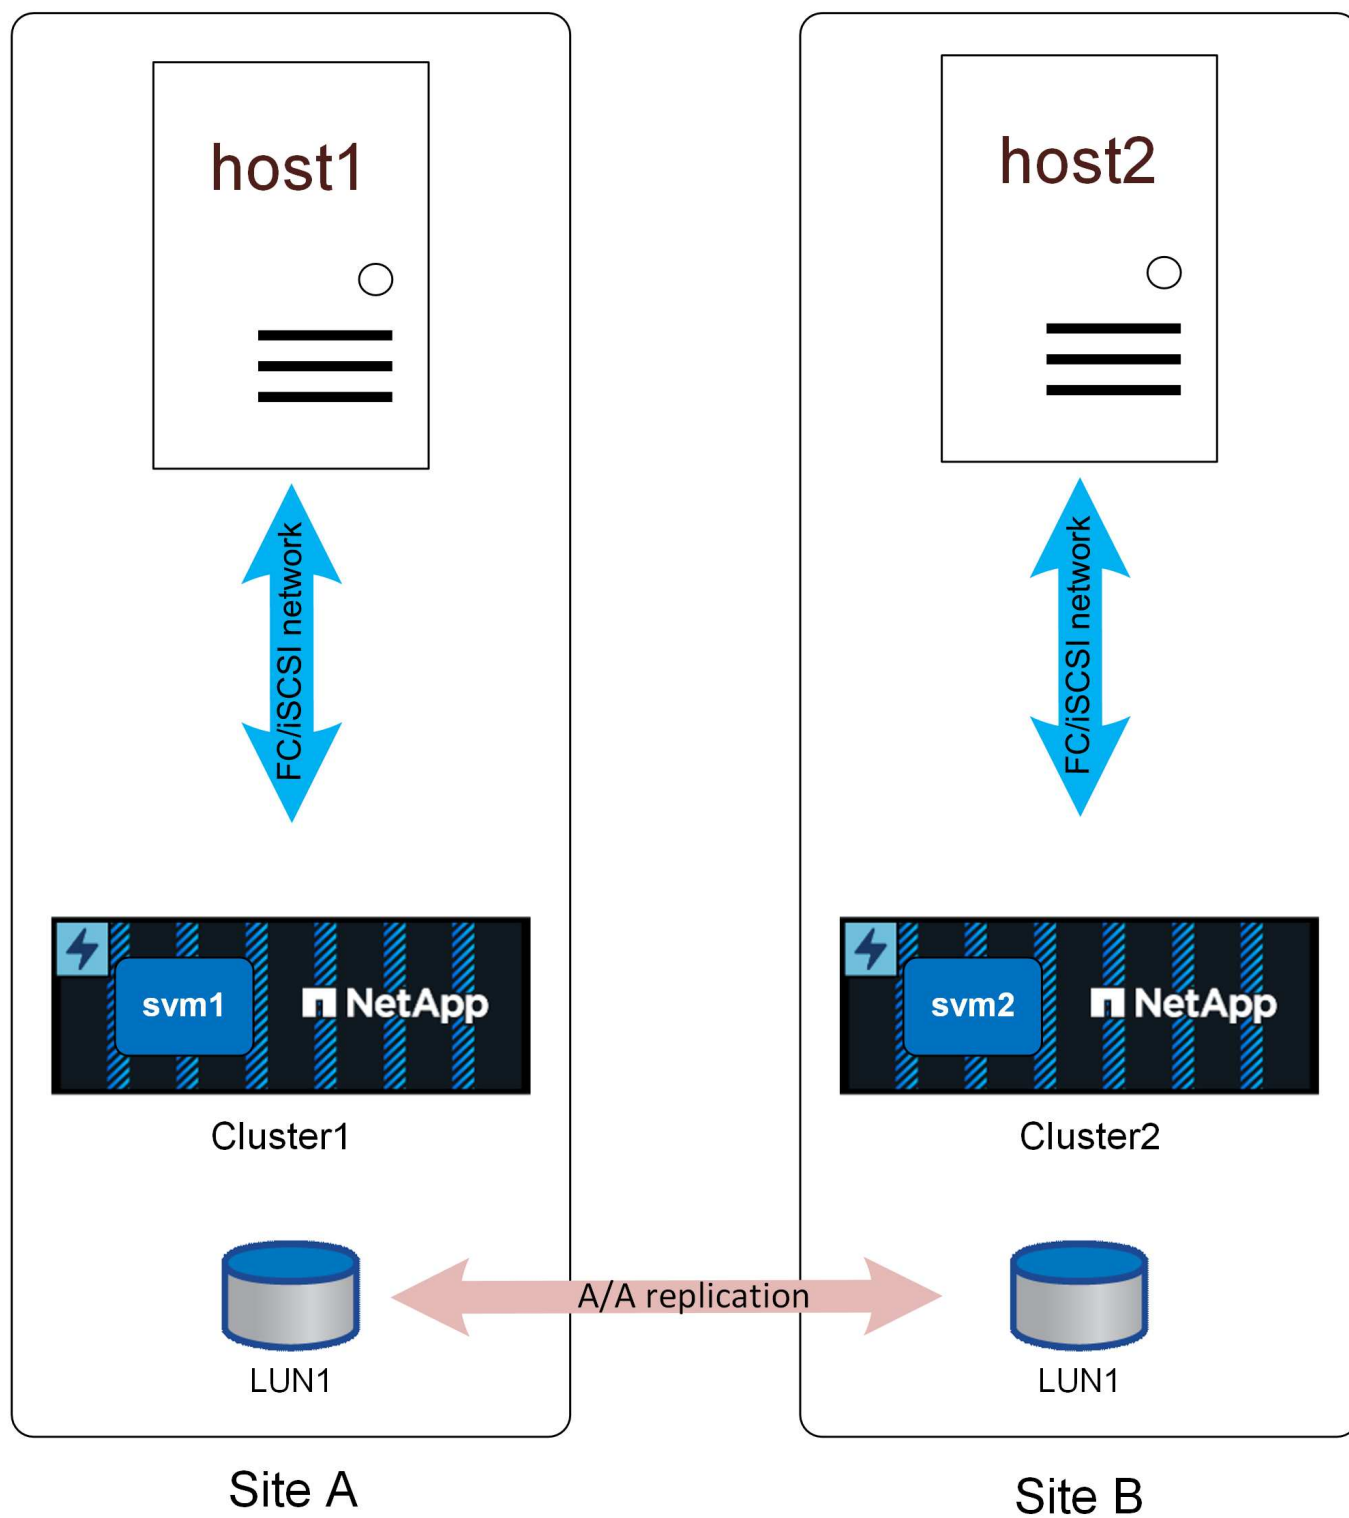 host1
host2
FC/iSCSI network
FC/iSCSI network
svm1
NetApp
svm2
NetApp
Cluster1
Cluster2
A/A replication
LUN1
LUN1
Site A
Site B